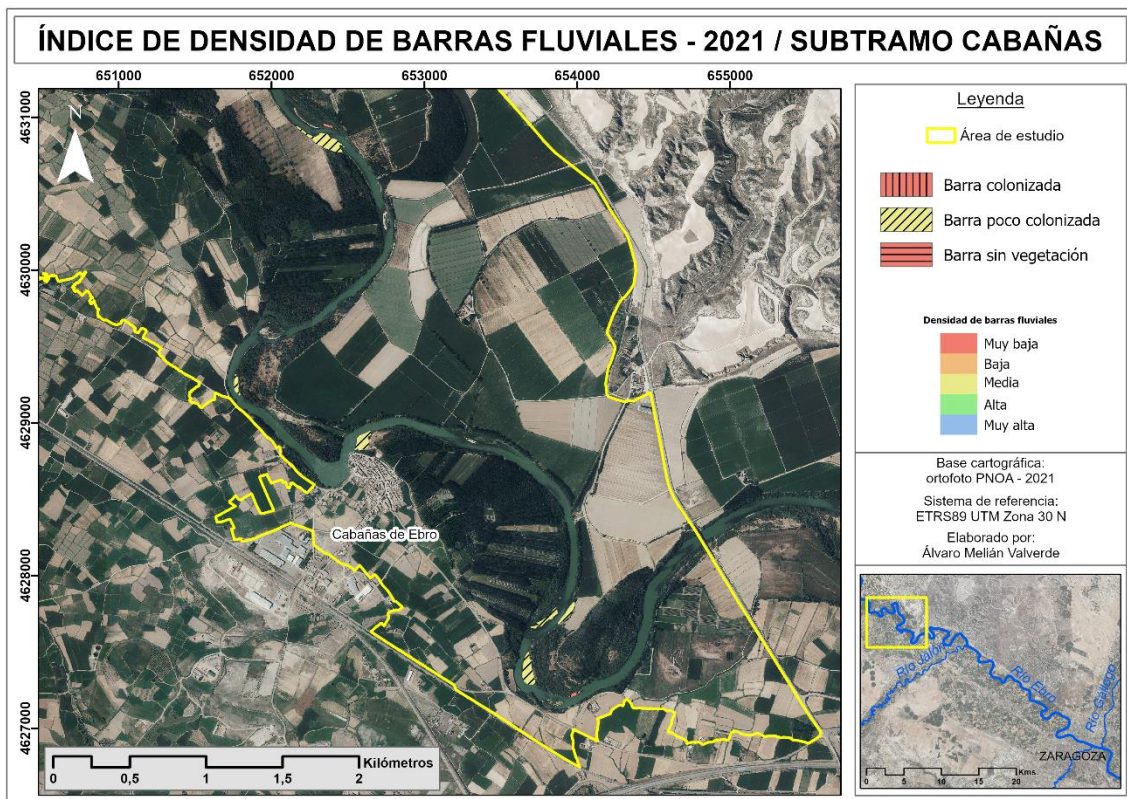 ÍNDICE DE DENSIDAD DE BARRAS FLUVIALES - 2021 / SUBTRAMO CABAÑAS
651000 652000 653000 654000 655000
4631000
4630000
4629000
4628000
4627000
N
Cabañas de Ebro
0 0,5 1 1,5 2 Kilómetros
Leyenda
Área de estudio
Barra colonizada
Barra poco colonizada
Barra sin vegetación
Densidad de barras fluviales
Muy baja
Baja
Media
Alta
Muy alta
Base cartográfica:
ortofoto PNOA - 2021
Sistema de referencia:
ETRS89 UTM Zona 30 N
Elaborado por:
Álvaro Melián Valverde
Río Jalón
Río Ebro
Río Gállego
ZARAGOZA
0 5 10 20 Kms